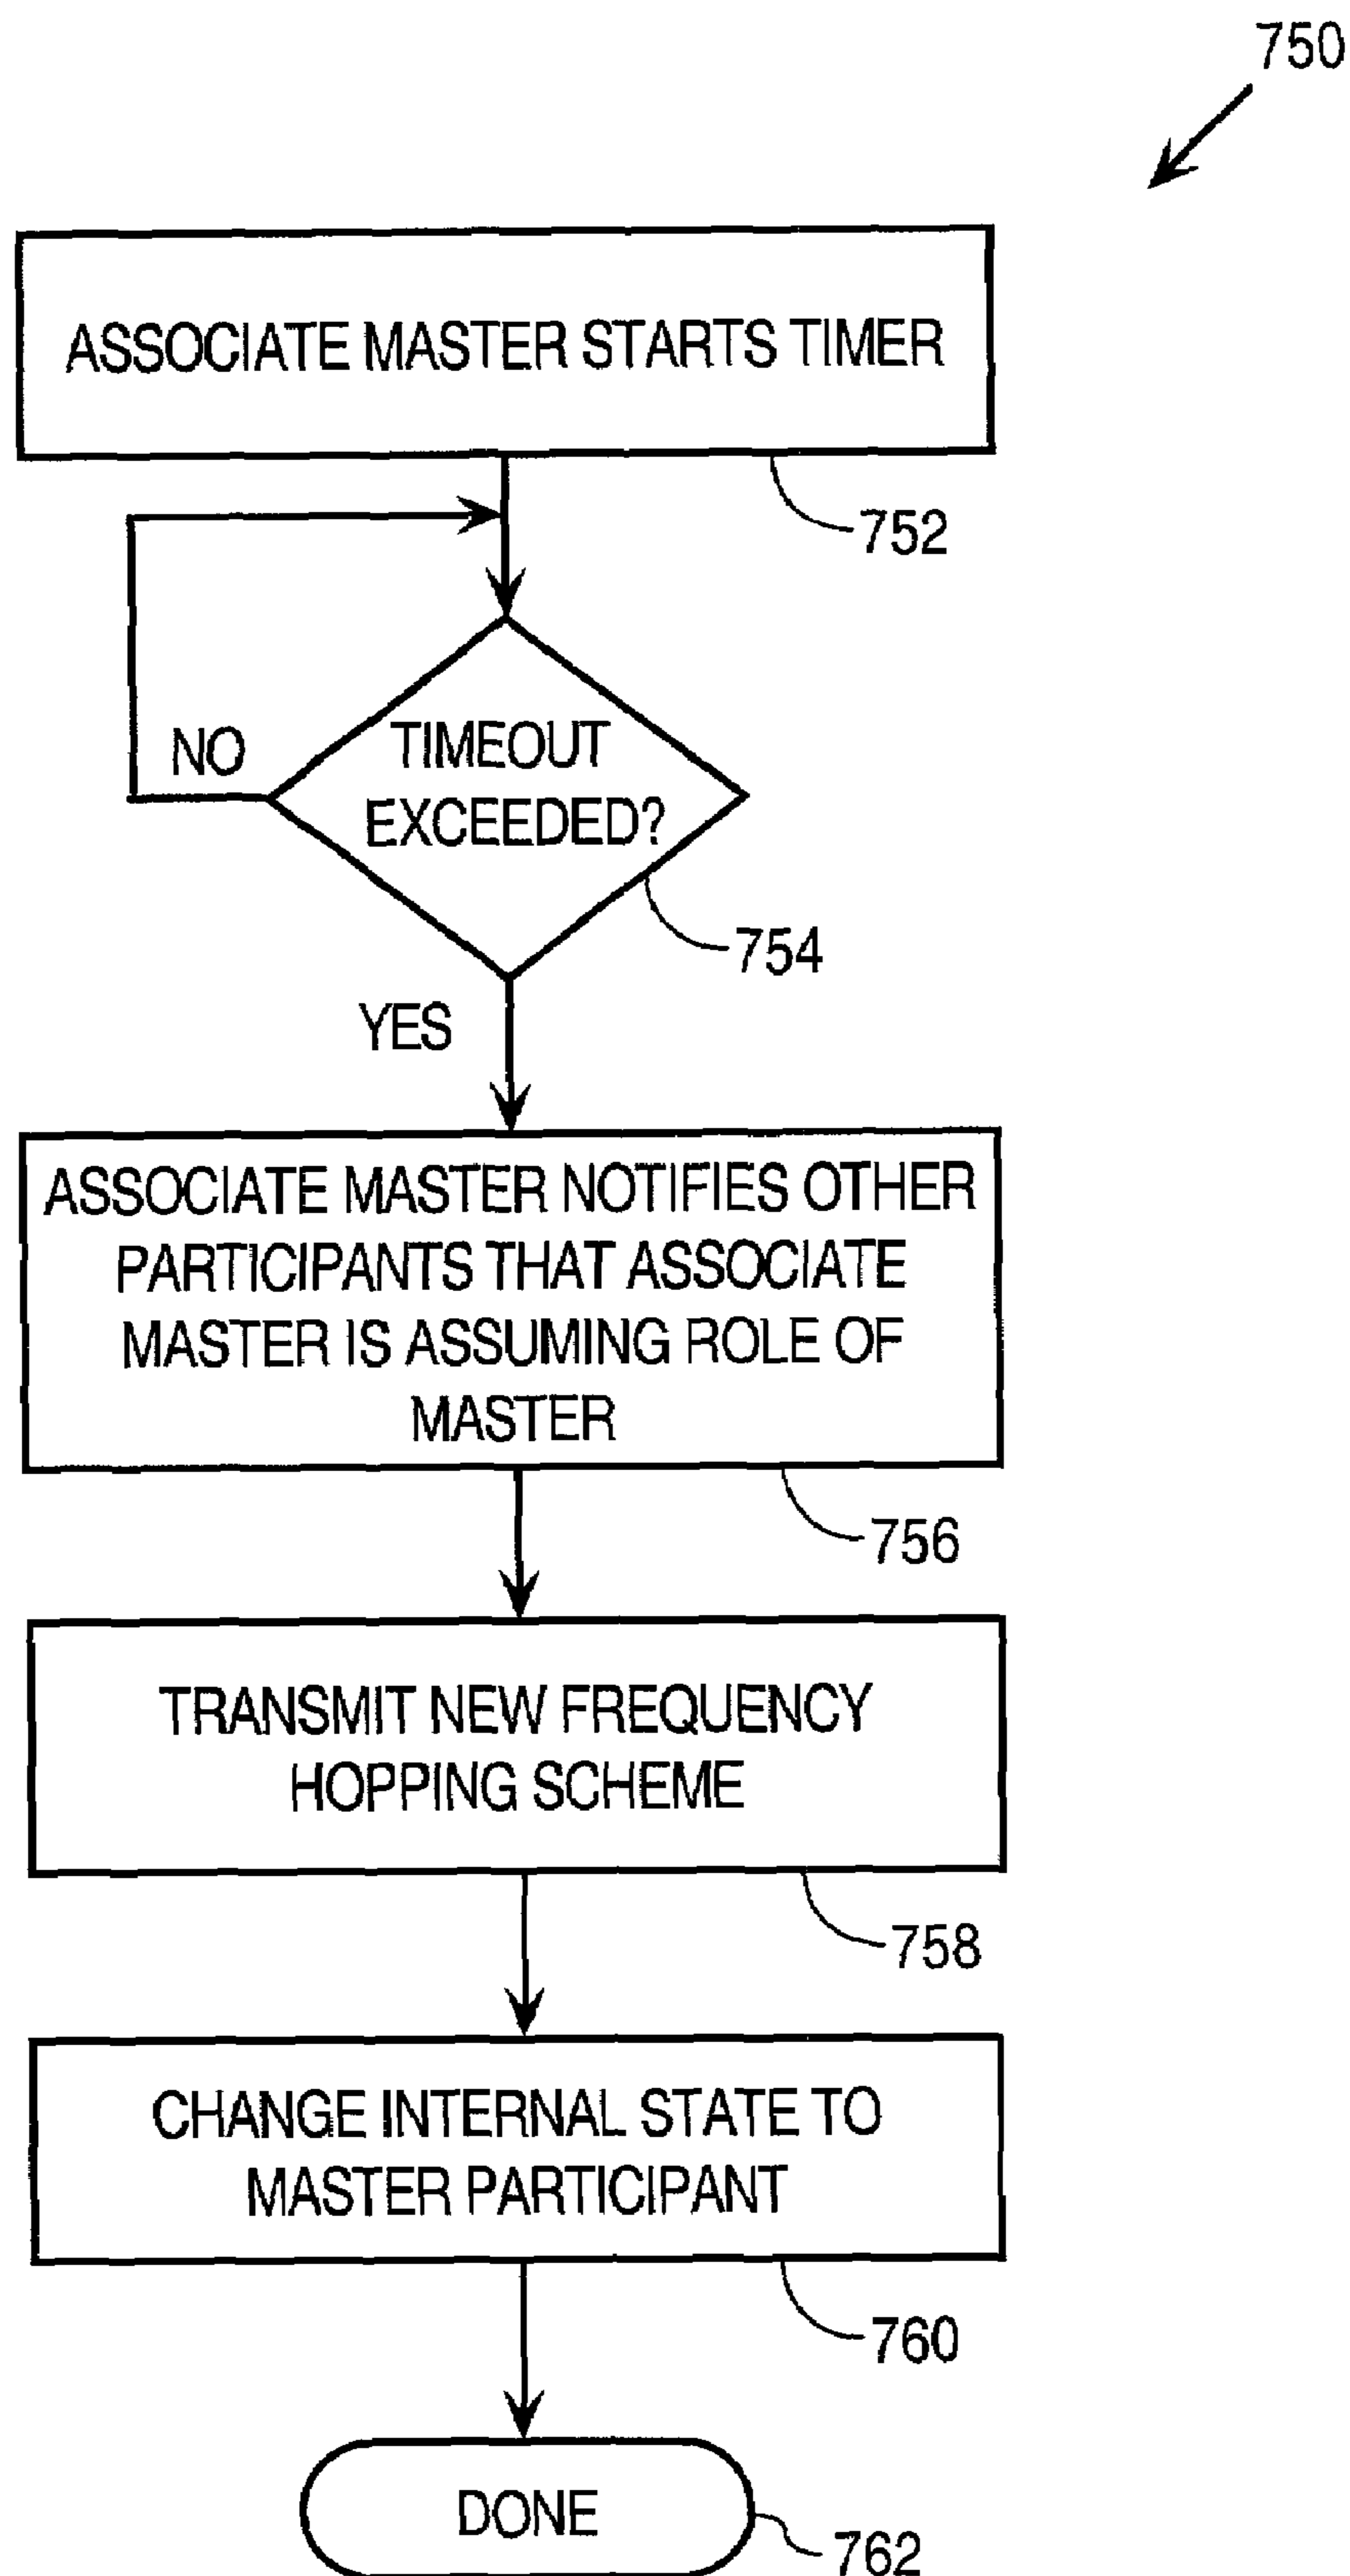 750
ASSOCIATE MASTER STARTS TIMER
752
NO
TIMEOUT
EXCEEDED?
754
YES
ASSOCIATE MASTER NOTIFIES OTHER
PARTICIPANTS THAT ASSOCIATE
MASTER IS ASSUMING ROLE OF
MASTER
756
TRANSMIT NEW FREQUENCY
HOPPING SCHEME
758
CHANGE INTERNAL STATE TO
MASTER PARTICIPANT
760
DONE
762